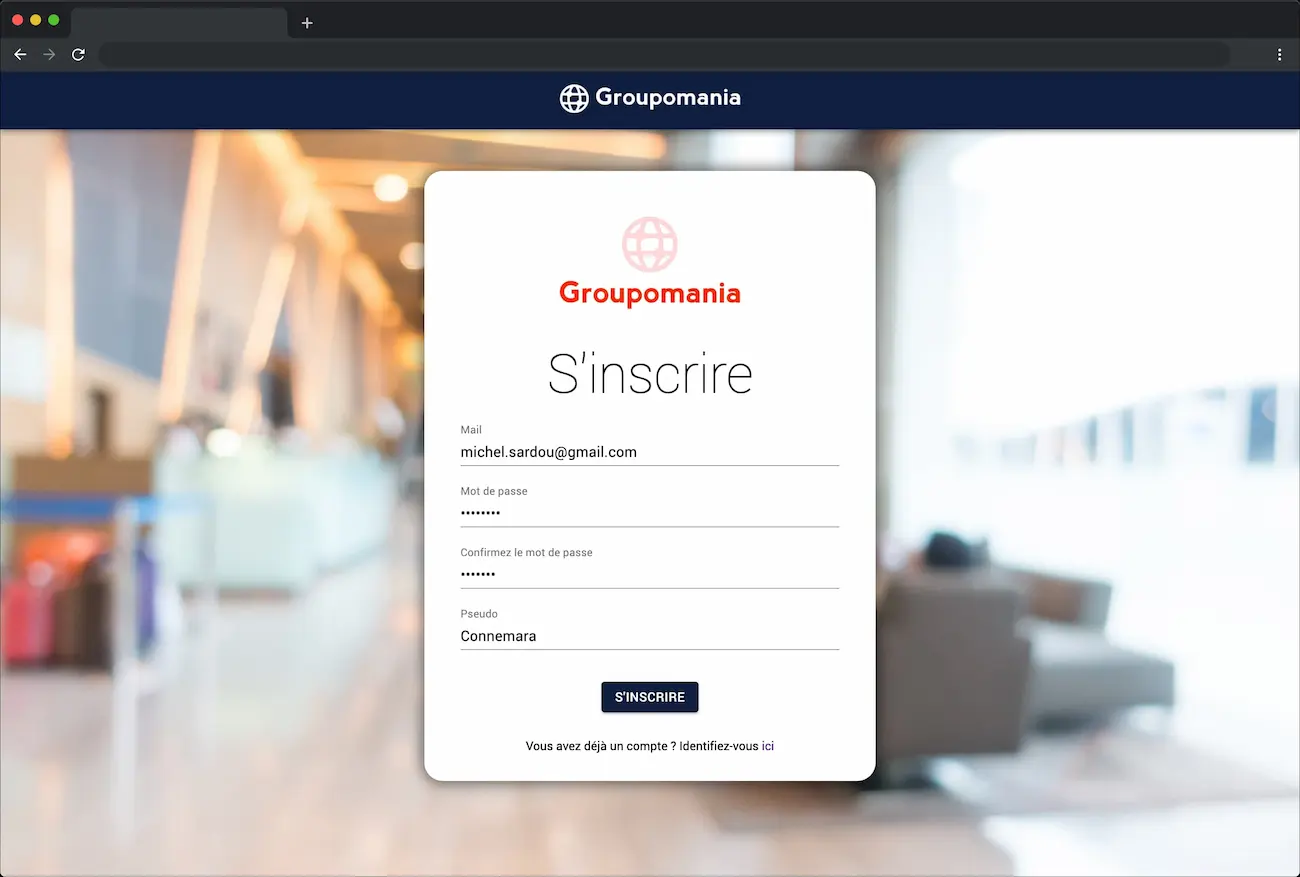 Groupomania
Groupomania
S'inscrire
Mail
michel.sardou@gmail.com
Mot de passe
••••••••
Confirmez le mot de passe
•••••••
Pseudo
Connemara
S'INSCRIRE
Vous avez déjà un compte ? Identifiez-vous ici